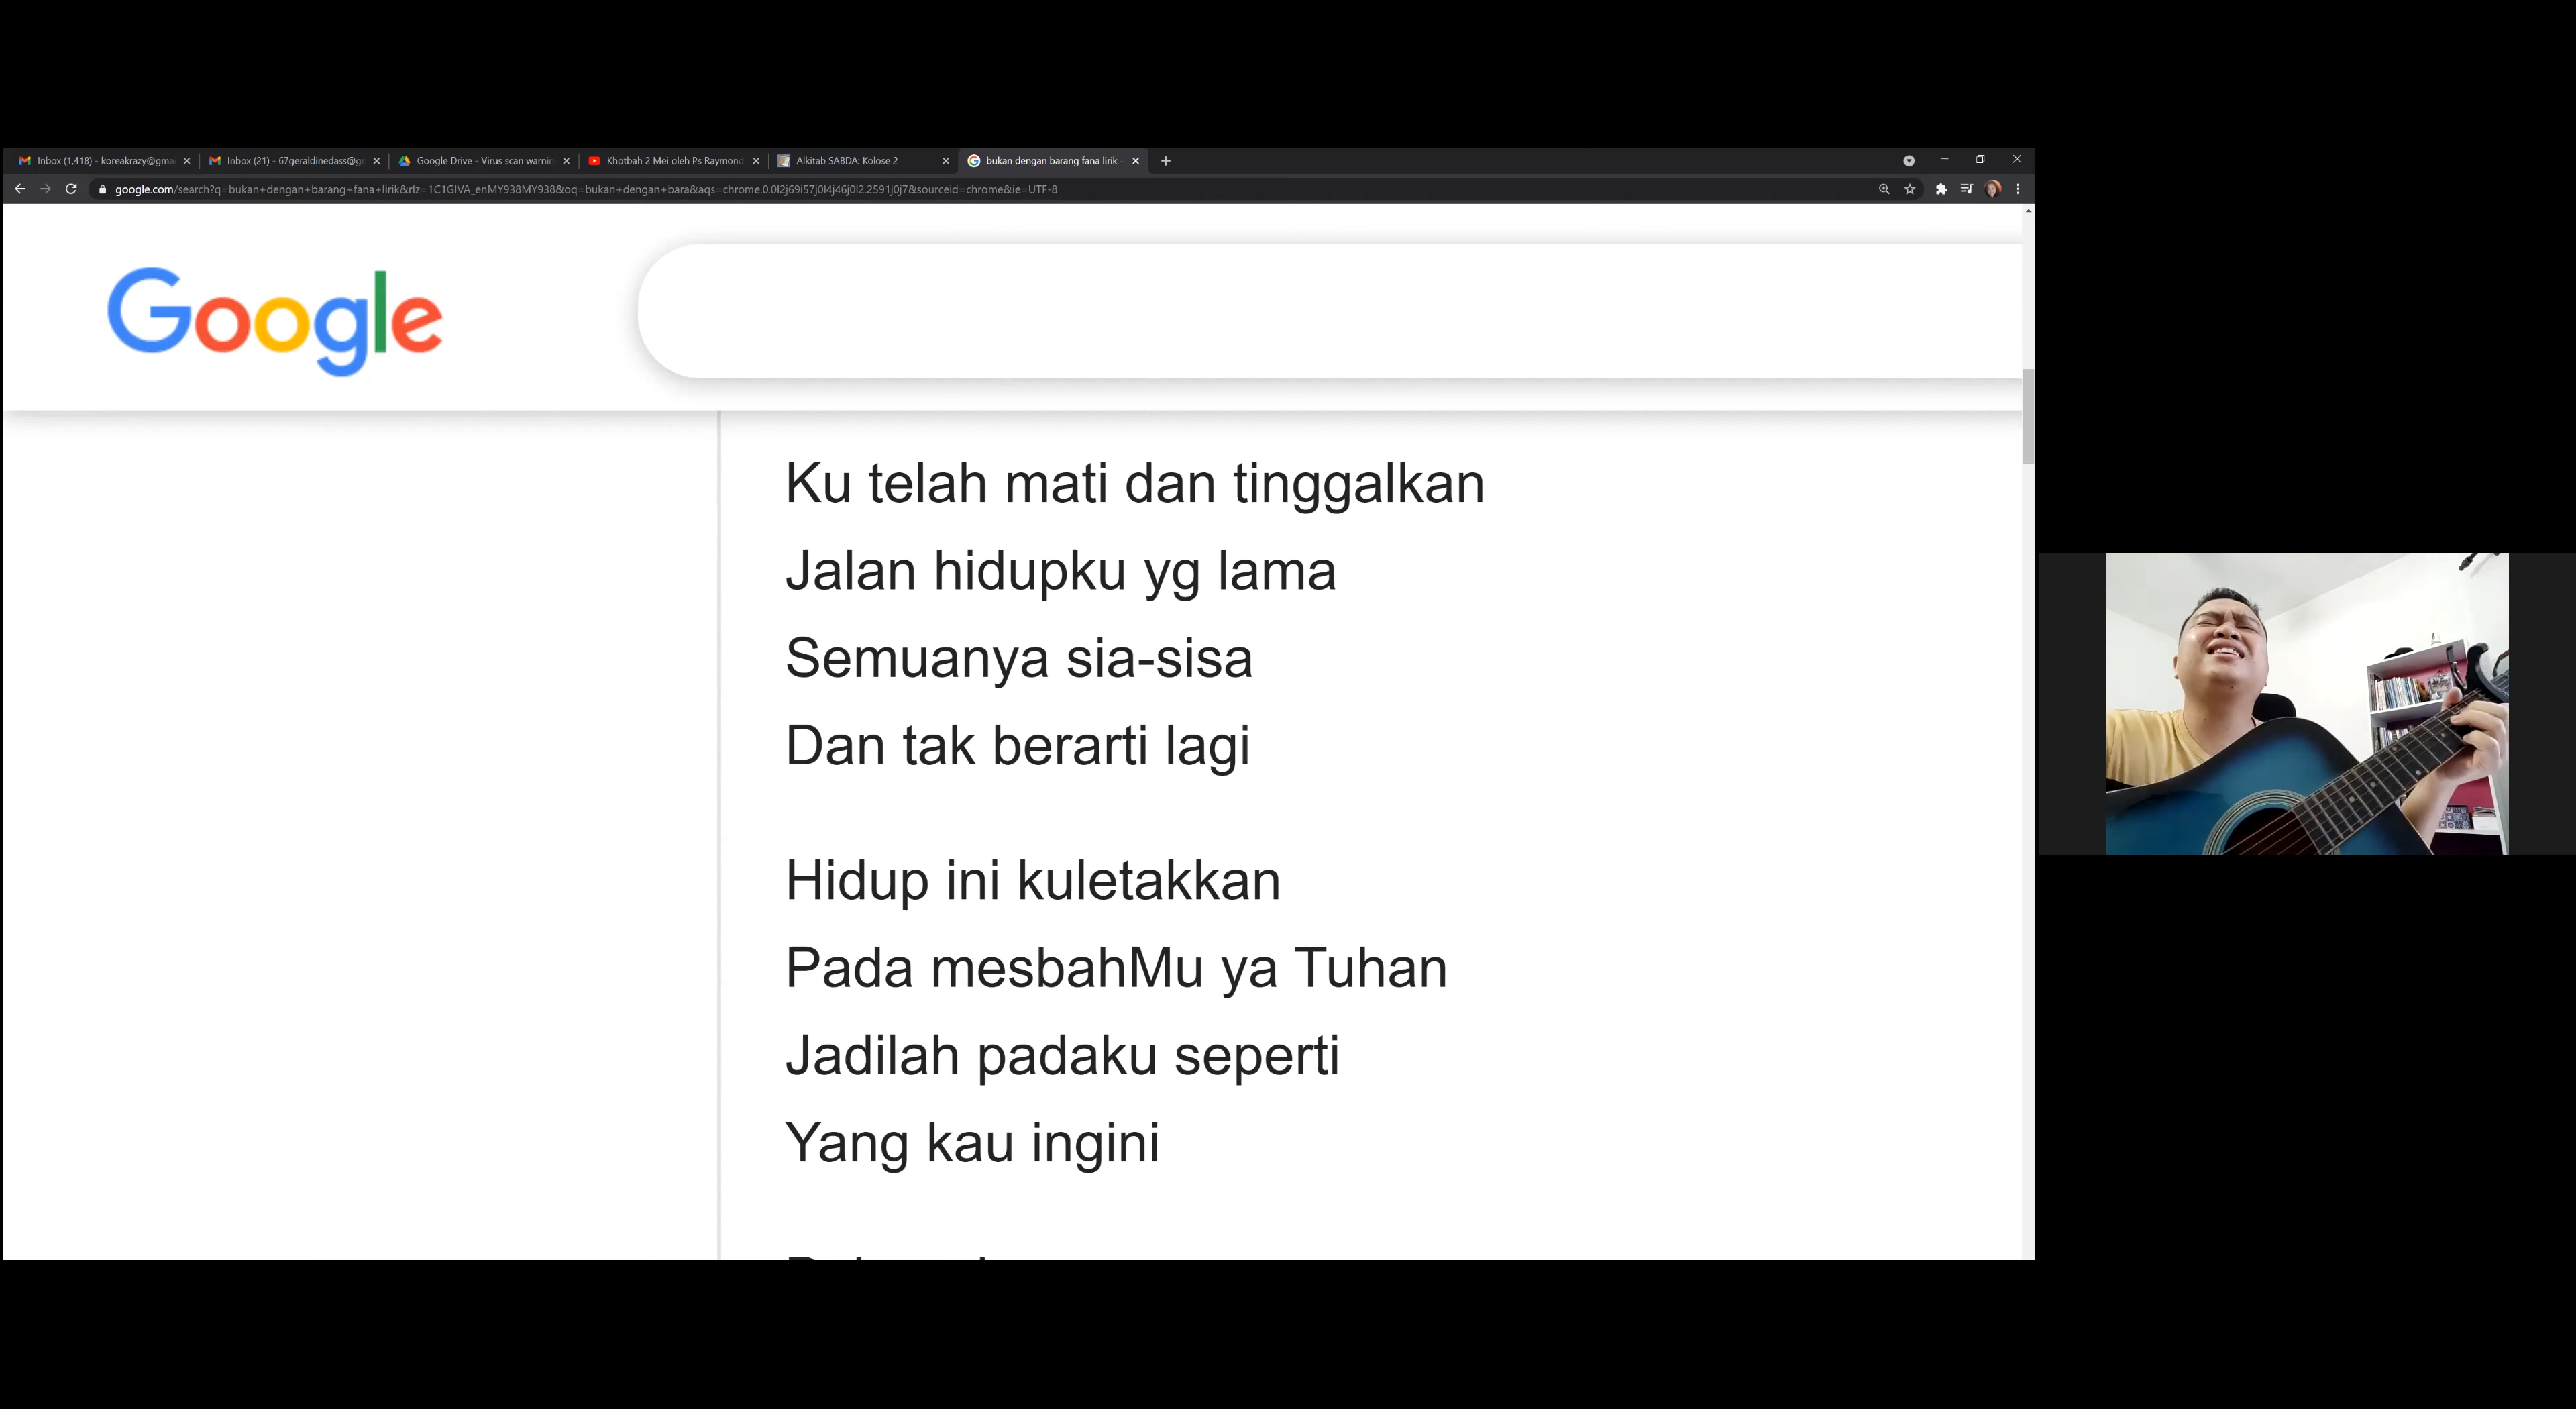 Inbox (1,418) - koreakrazy@gmai
Inbox (21) - 67geraldinedass@gm
Google Drive - Virus scan warnin
Khotbah 2 Mei oleh Ps Raymond
Alkitab SABDA: Kolose 2
bukan dengan barang fana lirik -
google.com/search?q=bukan+dengan+barang+fana+lirik&rlz=1C1GIVA_enMY938MY938&oq=bukan+dengan+bara&aqs=chrome.0.0l2j69i57j0l4j46j0l2.2591j0j7&sourceid=chrome&ie=UTF-8
Google
Ku telah mati dan tinggalkan
Jalan hidupku yg lama
Semuanya sia-sisa
Dan tak berarti lagi
Hidup ini kuletakkan
Pada mesbahMu ya Tuhan
Jadilah padaku seperti
Yang kau ingini